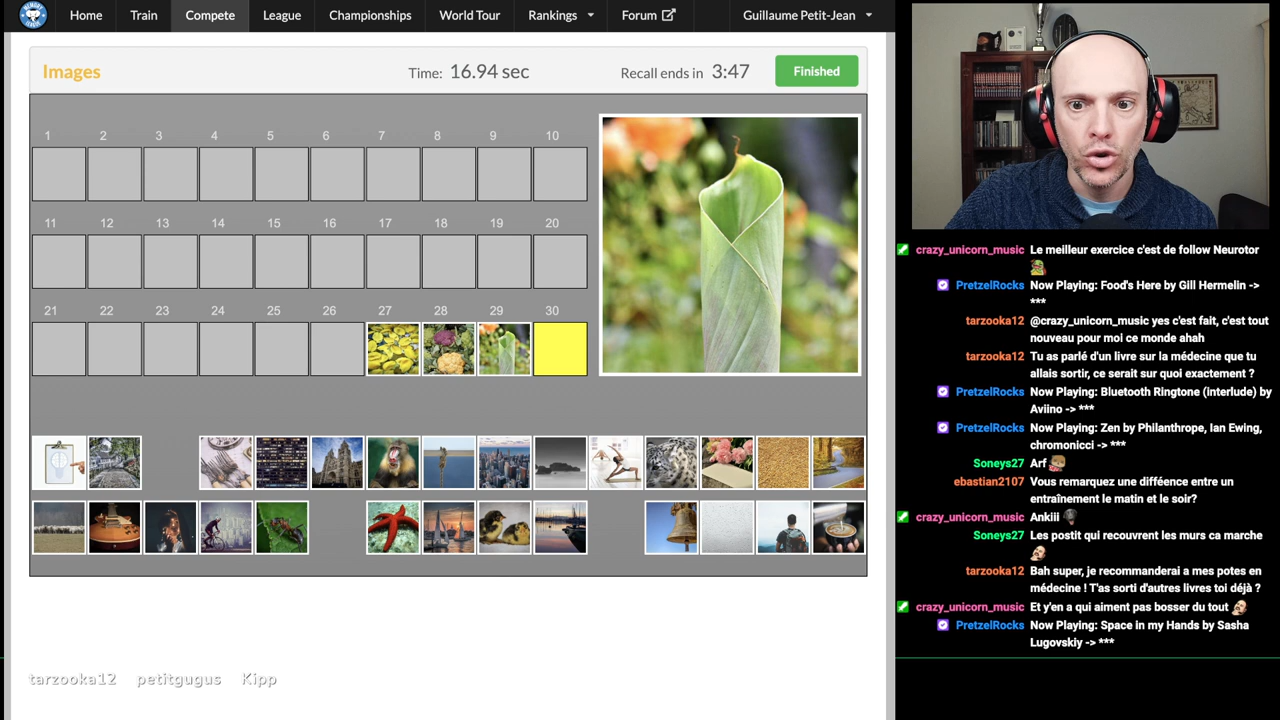 Home Train Compete League Championships World Tour Rankings Forum Guillaume Petit-Jean
Images Time: 16.94 sec Recall ends in 3:47 Finished
1 2 3 4 5 6 7 8 9 10
11 12 13 14 15 16 17 18 19 20
21 22 23 24 25 26 27 28 29 30
tarzooka12 petitgugus Kipp
crazy_unicorn_music Le meilleur exercice c'est de follow Neurotor
PretzelRocks Now Playing: Food's Here by Gill Hermelin ->
***
tarzooka12 @crazy_unicorn_music yes c'est fait, c'est tout
nouveau pour moi ce monde ahah
tarzooka12 Tu as parlé d'un livre sur la médecine que tu
allais sortir, ce serait sur quoi exactement ?
PretzelRocks Now Playing: Bluetooth Ringtone (interlude) by
Aviino -> ***
PretzelRocks Now Playing: Zen by Philanthrope, Ian Ewing,
chromonicci -> ***
Soneys27 Arf
ebastian2107 Vous remarquez une difféence entre un
entraînement le matin et le soir?
crazy_unicorn_music Ankiii
Soneys27 Les postit qui recouvrent les murs ca marche
tarzooka12 Bah super, je recommanderai a mes potes en
médecine ! T'as sorti d'autres livres toi déjà ?
crazy_unicorn_music Et y'en a qui aiment pas bosser du tout
PretzelRocks Now Playing: Space in my Hands by Sasha
Lugovskiy -> ***